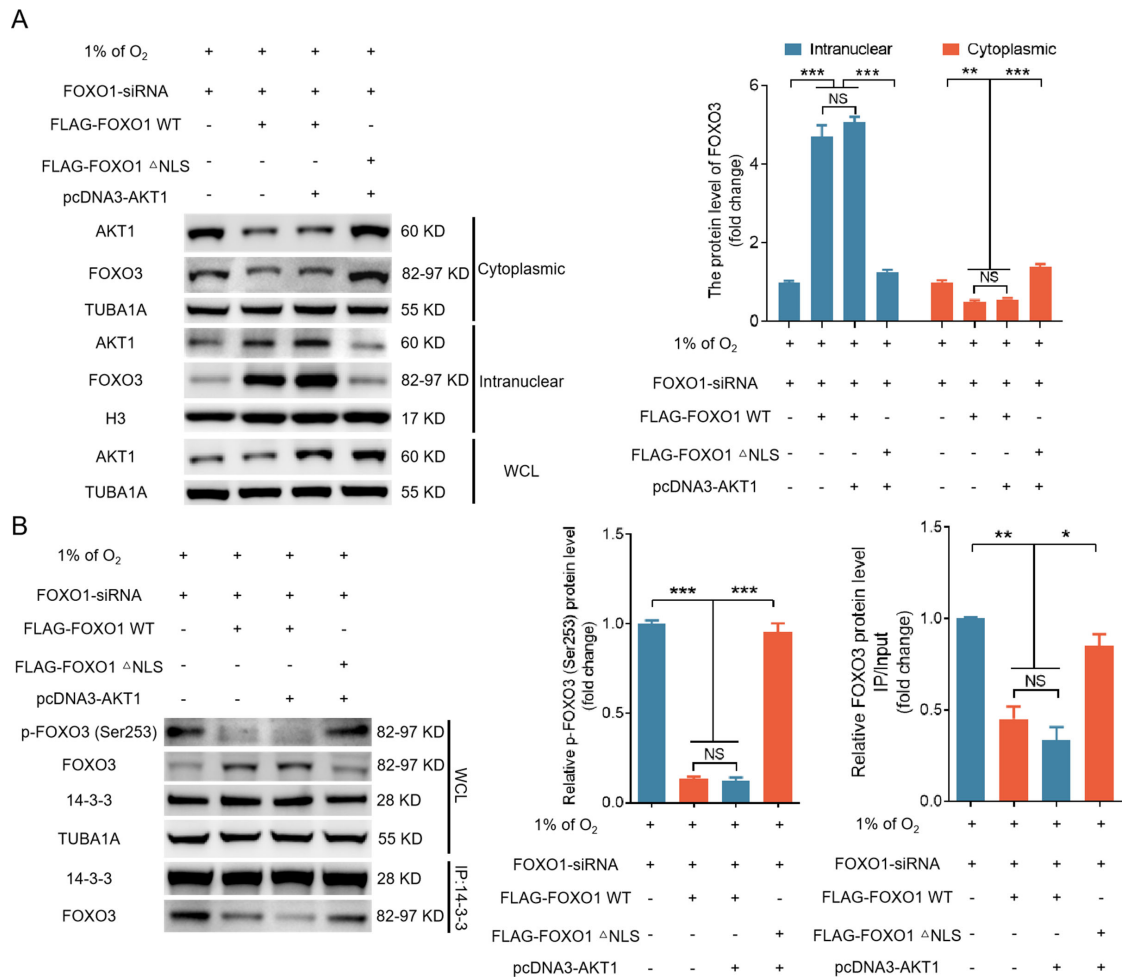 A
1% of O2 + + + +
FOXO1-siRNA + + + +
FLAG-FOXO1 WT - + + -
FLAG-FOXO1 △NLS - - - +
pcDNA3-AKT1 - - + +
AKT1 60 KD
FOXO3 82-97 KD
TUBA1A 55 KD
Cytoplasmic
AKT1 60 KD
FOXO3 82-97 KD
H3 17 KD
Intranuclear
AKT1 60 KD
TUBA1A 55 KD
WCL
Intranuclear Cytoplasmic
The protein level of FOXO3
(fold change)
6
4
2
0
*** *** ** ***
NS NS
1% of O2 + + + + + + + +
FOXO1-siRNA + + + + + + + +
FLAG-FOXO1 WT - + + - - + + -
FLAG-FOXO1 △NLS - - - + - - - +
pcDNA3-AKT1 - - + + - - + +
B
1% of O2 + + + +
FOXO1-siRNA + + + +
FLAG-FOXO1 WT - + + -
FLAG-FOXO1 △NLS - - - +
pcDNA3-AKT1 - - + +
p-FOXO3 (Ser253) 82-97 KD
FOXO3 82-97 KD
14-3-3 28 KD
TUBA1A 55 KD
WCL
14-3-3 28 KD
FOXO3 82-97 KD
IP:14-3-3
Relative p-FOXO3 (Ser253) protein level
(fold change)
1.5
1.0
0.5
0.0
*** ***
NS
1% of O2 + + + +
FOXO1-siRNA + + + +
FLAG-FOXO1 WT - + + -
FLAG-FOXO1 △NLS - - - +
pcDNA3-AKT1 - - + +
Relative FOXO3 protein level
IP/Input
(fold change)
1.5
1.0
0.5
0.0
** *
NS
1% of O2 + + + +
FOXO1-siRNA + + + +
FLAG-FOXO1 WT - + + -
FLAG-FOXO1 △NLS - - - +
pcDNA3-AKT1 - - + +